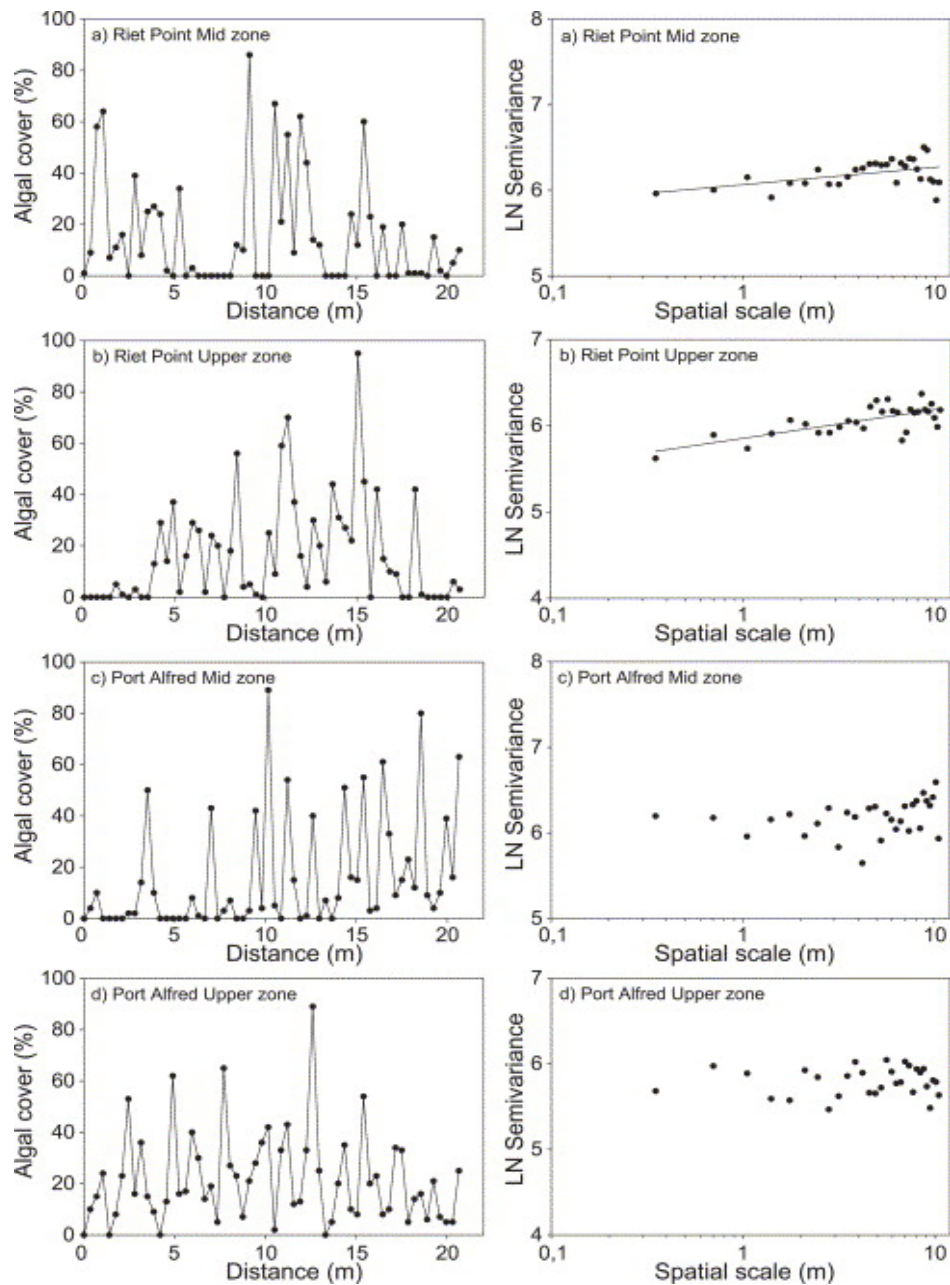 100
80
60
40
20
0
Algal cover (%)
a) Riet Point Mid zone
0 5 10 15 20
Distance (m)
8
7
6
5
LN Semivariance
a) Riet Point Mid zone
0,1 1 10
Spatial scale (m)
100
80
60
40
20
0
Algal cover (%)
b) Riet Point Upper zone
0 5 10 15 20
Distance (m)
7
6
5
4
LN Semivariance
b) Riet Point Upper zone
0,1 1 10
Spatial scale (m)
100
80
60
40
20
0
Algal cover (%)
c) Port Alfred Mid zone
0 5 10 15 20
Distance (m)
8
7
6
5
LN Semivariance
c) Port Alfred Mid zone
0,1 1 10
Spatial scale (m)
100
80
60
40
20
0
Algal cover (%)
d) Port Alfred Upper zone
0 5 10 15 20
Distance (m)
7
6
5
4
LN Semivariance
d) Port Alfred Upper zone
0,1 1 10
Spatial scale (m)